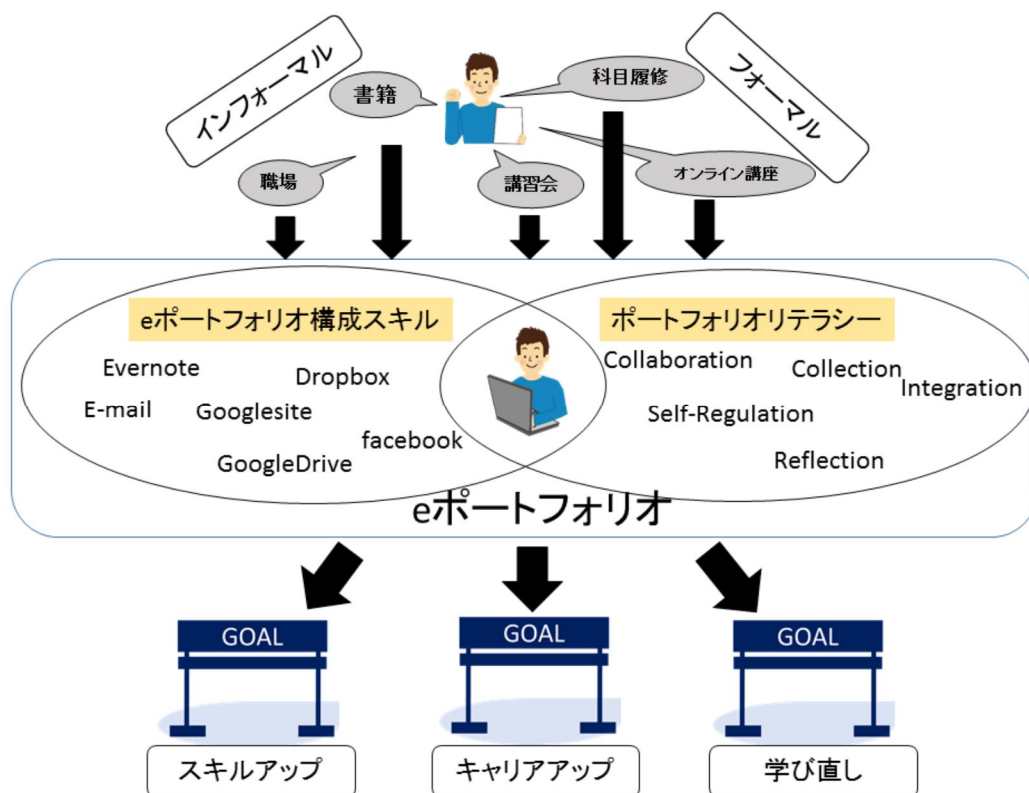 インフォーマル
フォーマル
書籍
科目履修
職場
講習会
オンライン講座
eポートフォリオ構成スキル
ポートフォリオリテラシー
Evernote
Dropbox
E-mail
Googlesite
facebook
GoogleDrive
Collaboration
Collection
Integration
Self-Regulation
Reflection
eポートフォリオ
GOAL
GOAL
GOAL
スキルアップ
キャリアアップ
学び直し